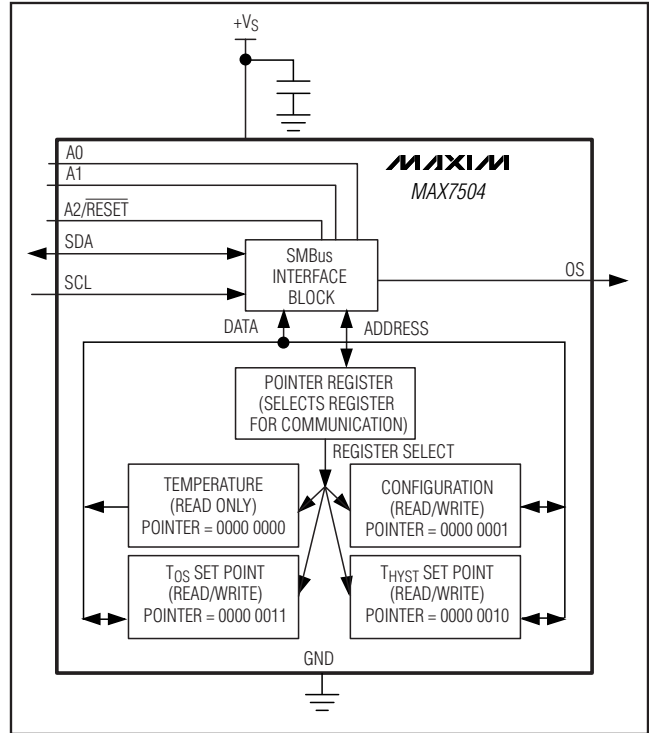 +VS
A0
MAXIM
A1
MAX7504
A2/RESET
SDA
SMBus
INTERFACE
BLOCK
OS
SCL
DATA
ADDRESS
POINTER REGISTER
(SELECTS REGISTER
FOR COMMUNICATION)
REGISTER SELECT
TEMPERATURE
(READ ONLY)
POINTER = 0000 0000
CONFIGURATION
(READ/WRITE)
POINTER = 0000 0001
TOS SET POINT
(READ/WRITE)
POINTER = 0000 0011
THYST SET POINT
(READ/WRITE)
POINTER = 0000 0010
GND